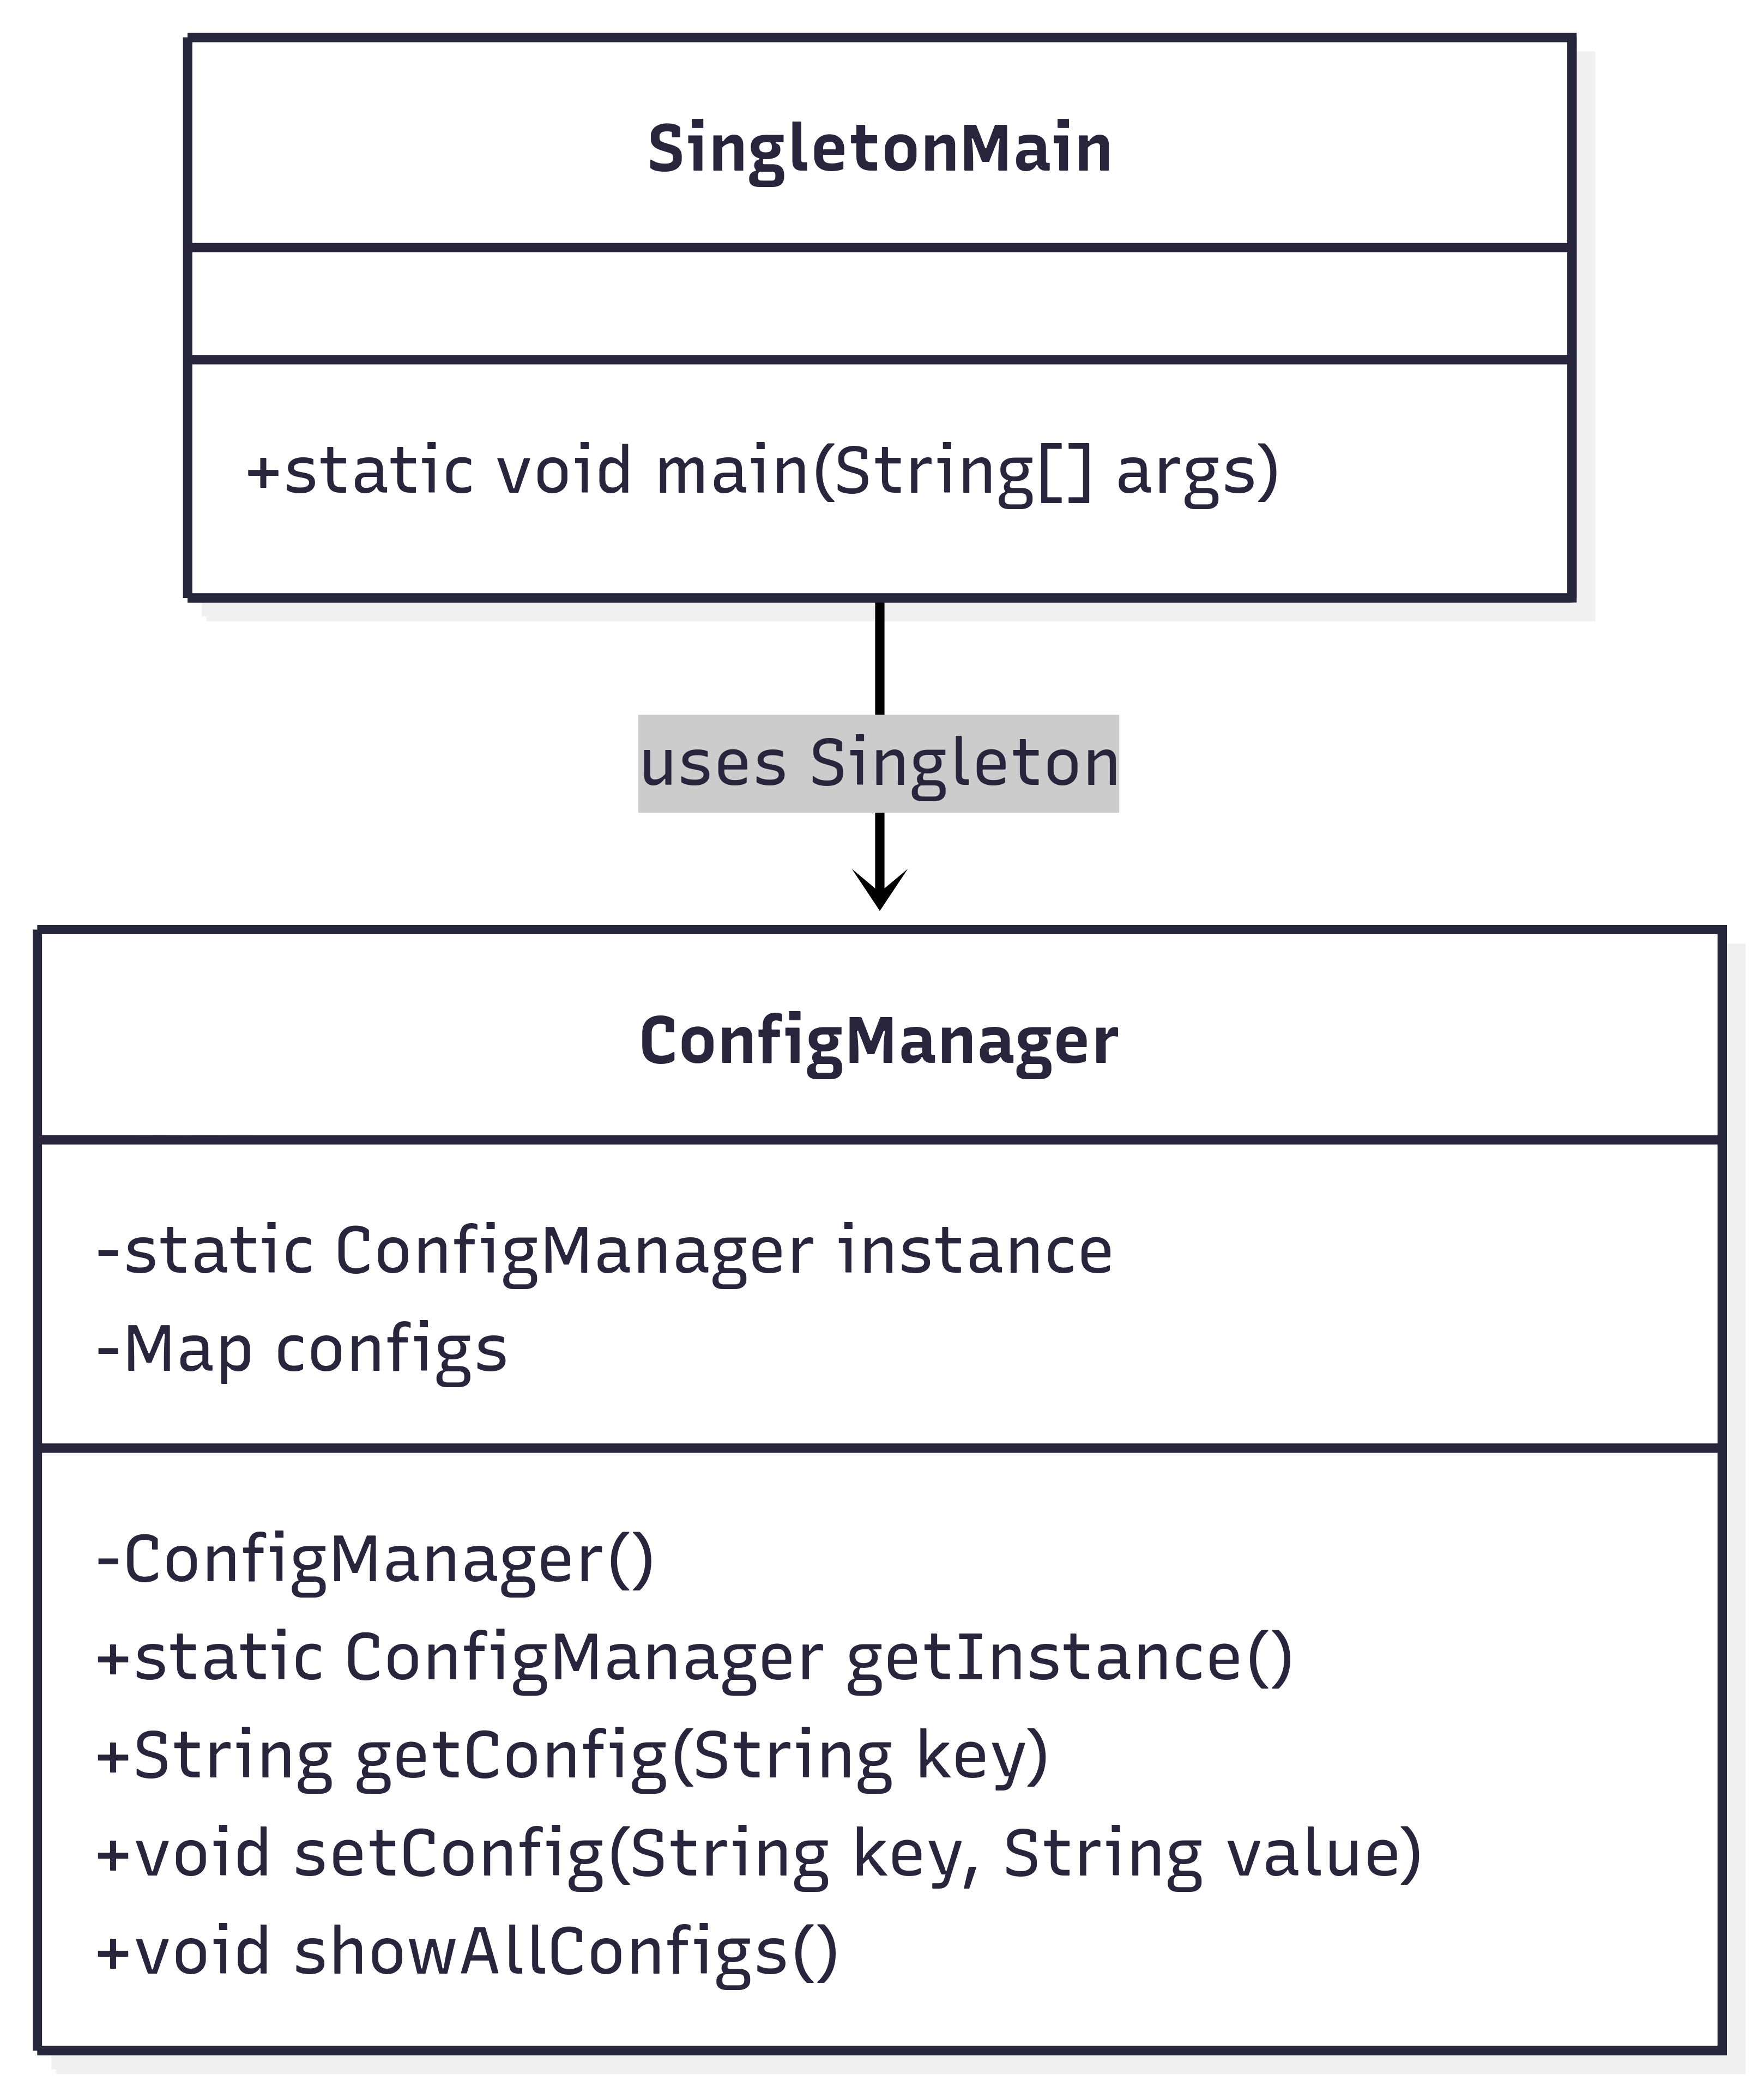 SingletonMain
+static void main(String[] args)
uses Singleton
ConfigManager
-static ConfigManager instance
-Map configs
-ConfigManager()
+static ConfigManager getInstance()
+String getConfig(String key)
+void setConfig(String key, String value)
+void showAllConfigs()